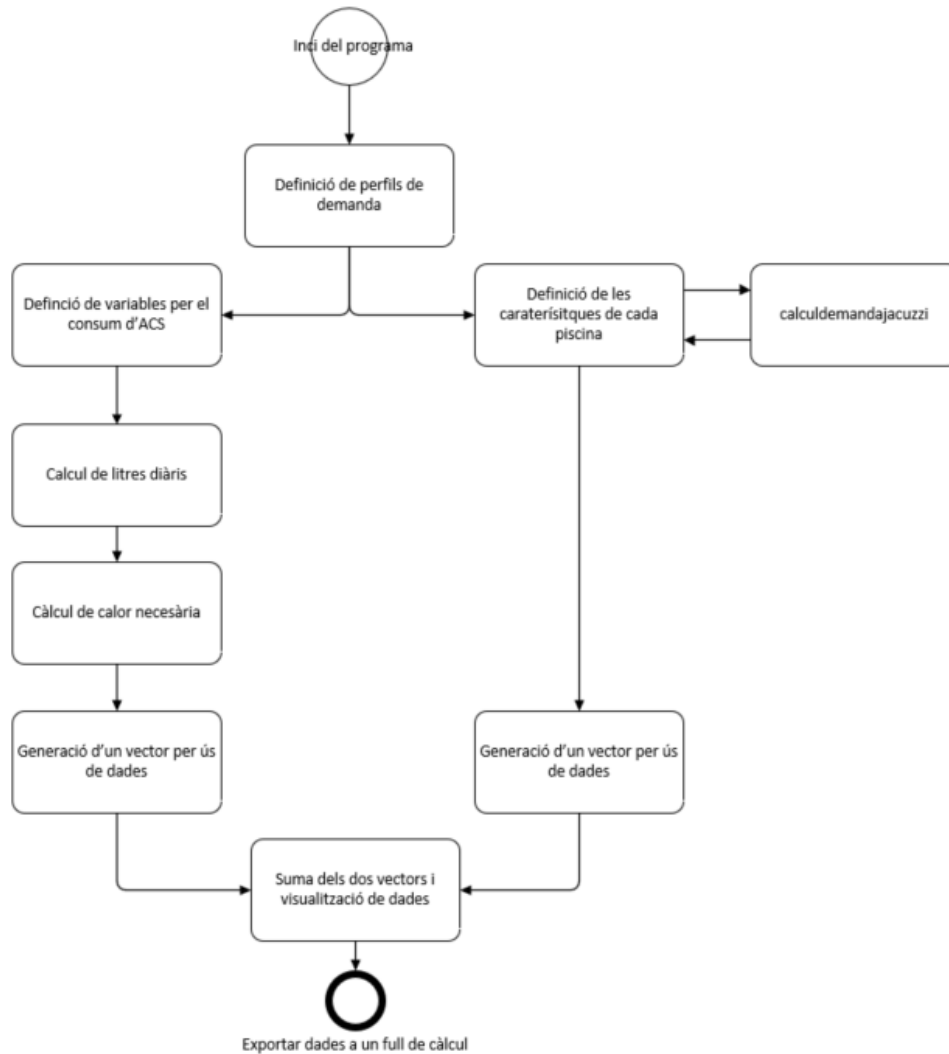 Inci del programa
Definició de perfils de
demanda
Definció de variables per el
consum d'ACS
Definició de les
caraterísitques de cada
piscina
calculdemandajacuzzi
Calcul de litres diàris
Càlcul de calor necesària
Generació d'un vector per ús
de dades
Generació d'un vector per ús
de dades
Suma dels dos vectors i
visualització de dades
Exportar dades a un full de càlcul